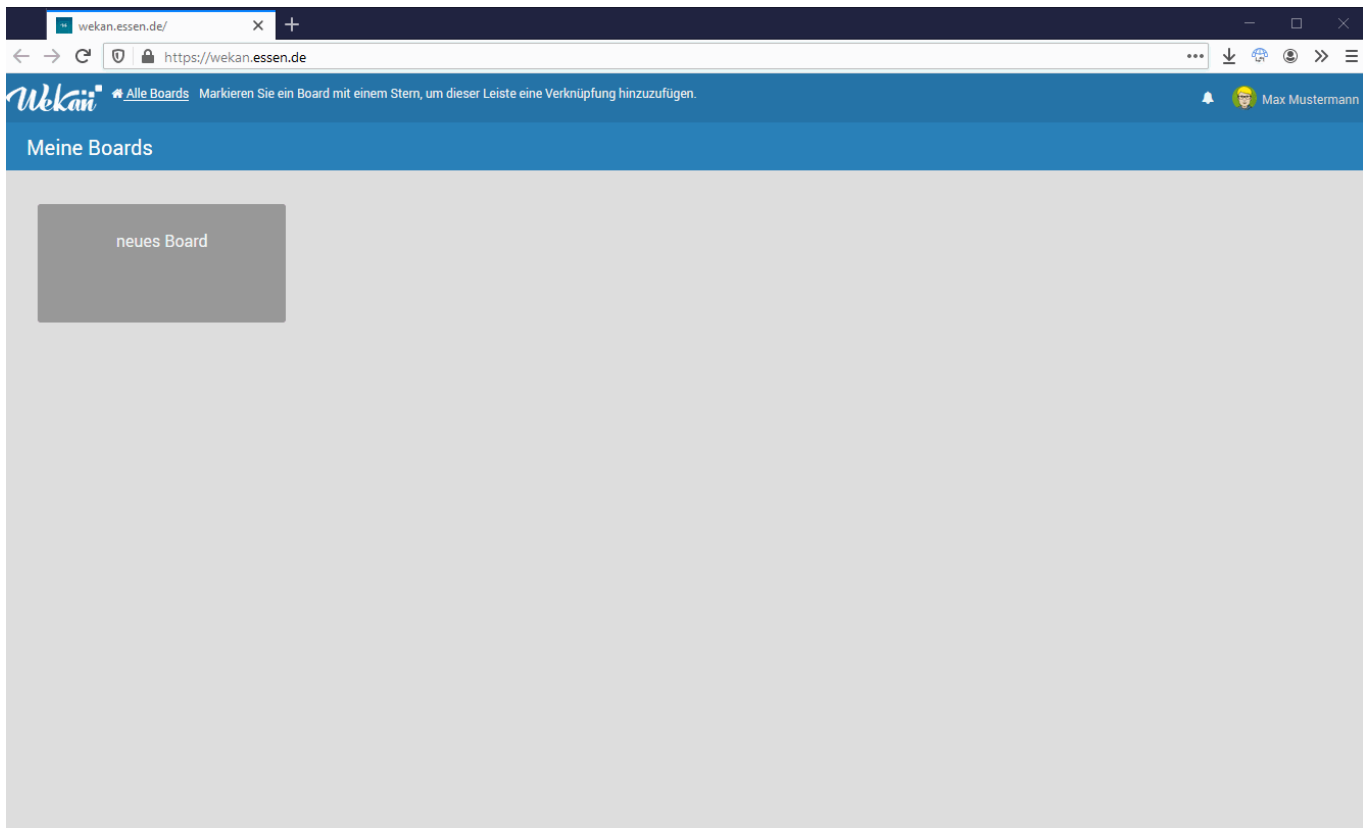 wekan.essen.de/
https://wekan.essen.de
Wekan Alle Boards Markieren Sie ein Board mit einem Stern, um dieser Leiste eine Verknüpfung hinzuzufügen. Max Mustermann
Meine Boards
neues Board